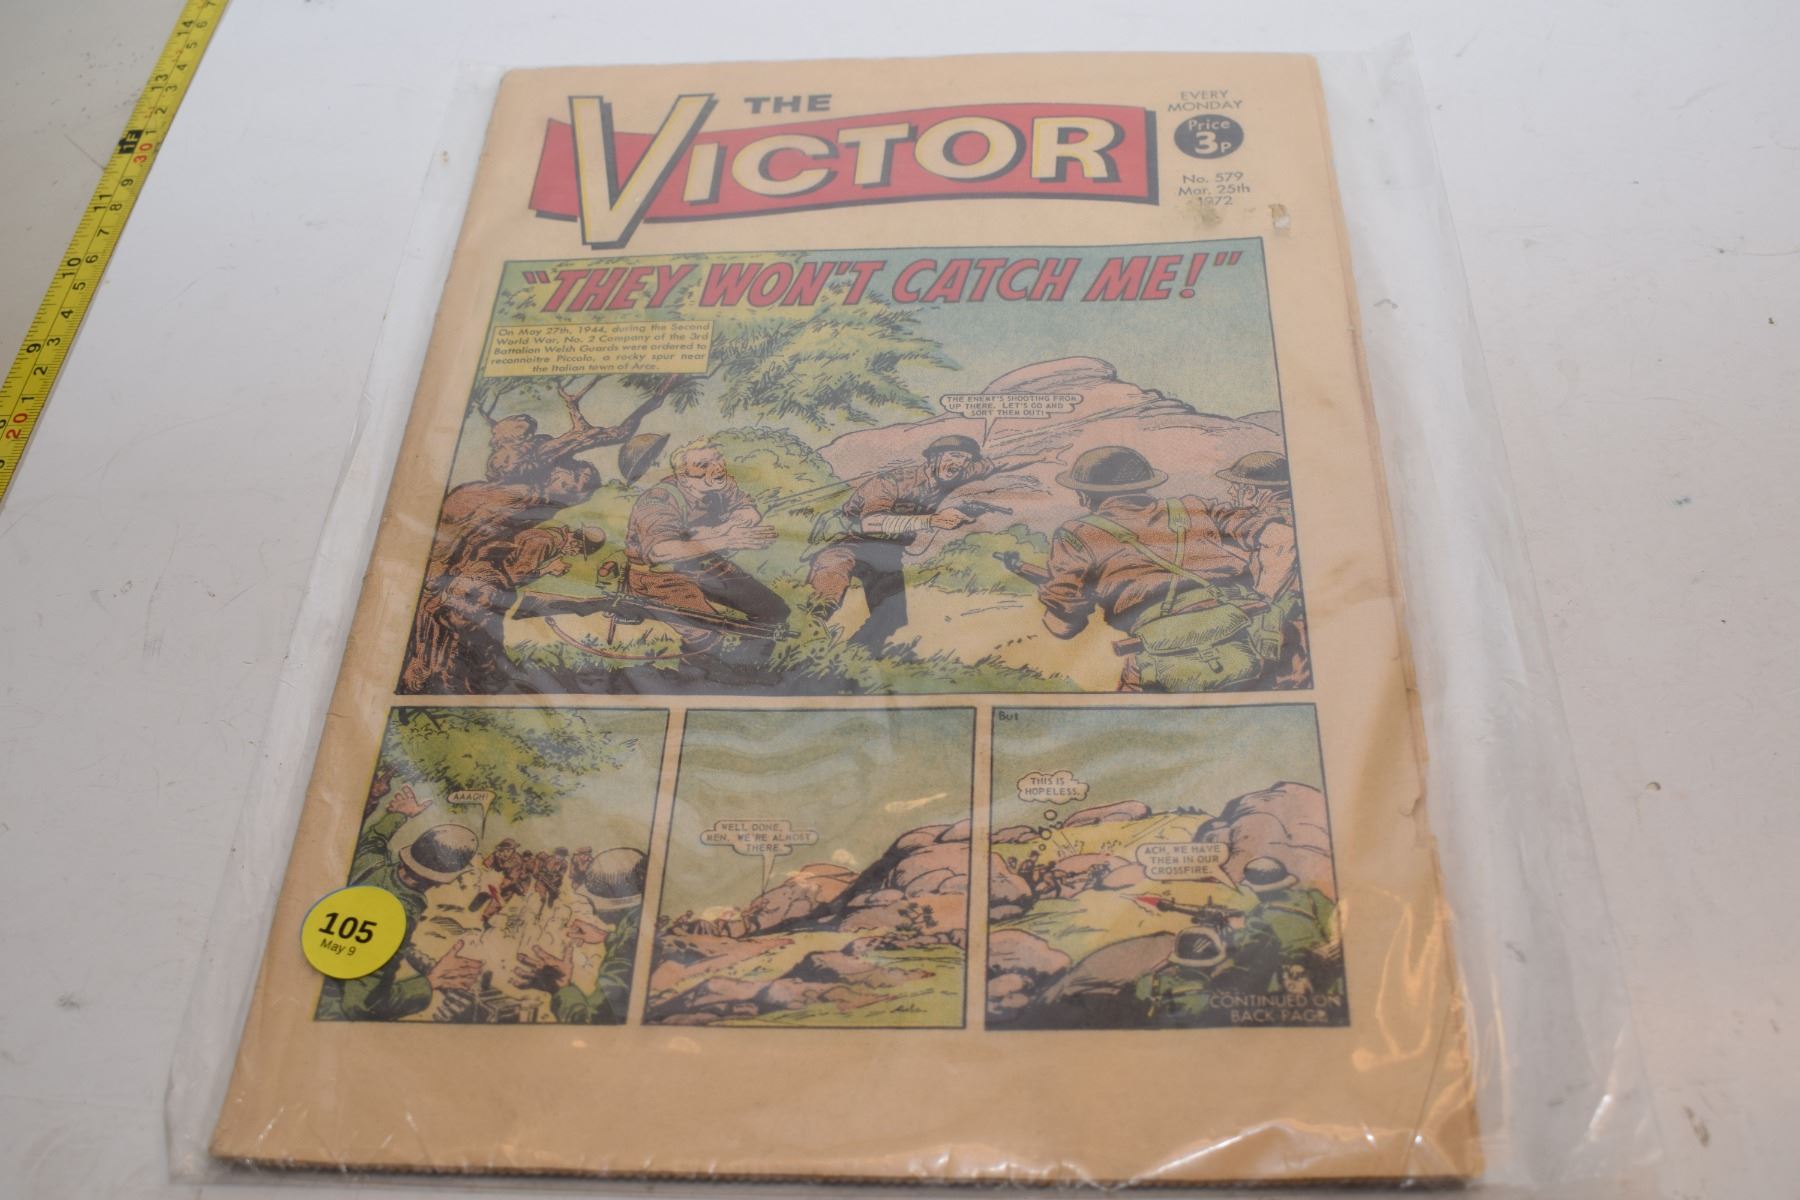 THE
VICTOR
EVERY
MONDAY
Price
3P
No. 579
Mar. 25th
1972
"THEY WON'T CATCH ME!"
On May 27th, 1944, during the Second
World War, No. 2 Company of the 3rd
Battalion Welsh Guards were ordered to
reconnoitre Piccolo, a rocky spur near
the Italian town of Arce.
THE ENEMY'S SHOOTING FROM
UP THERE. LET'S GO AND
SORT THEM OUT!
AAAGH!
WELL DONE,
MEN. WE'RE ALMOST
THERE.
But
THIS IS
HOPELESS.
ACH, WE HAVE
THEM IN OUR
CROSSFIRE.
CONTINUED ON
BACK PAGE
105
May 9